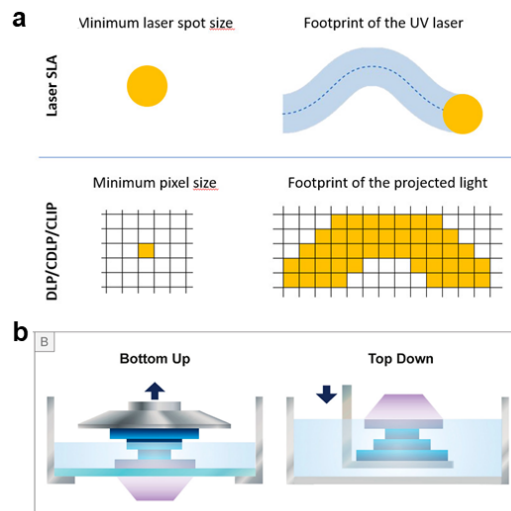 a
Minimum laser spot size
Footprint of the UV laser
Laser SLA
Minimum pixel size
Footprint of the projected light
DLP/CDLP/CLIP
b
B
Bottom Up
Top Down